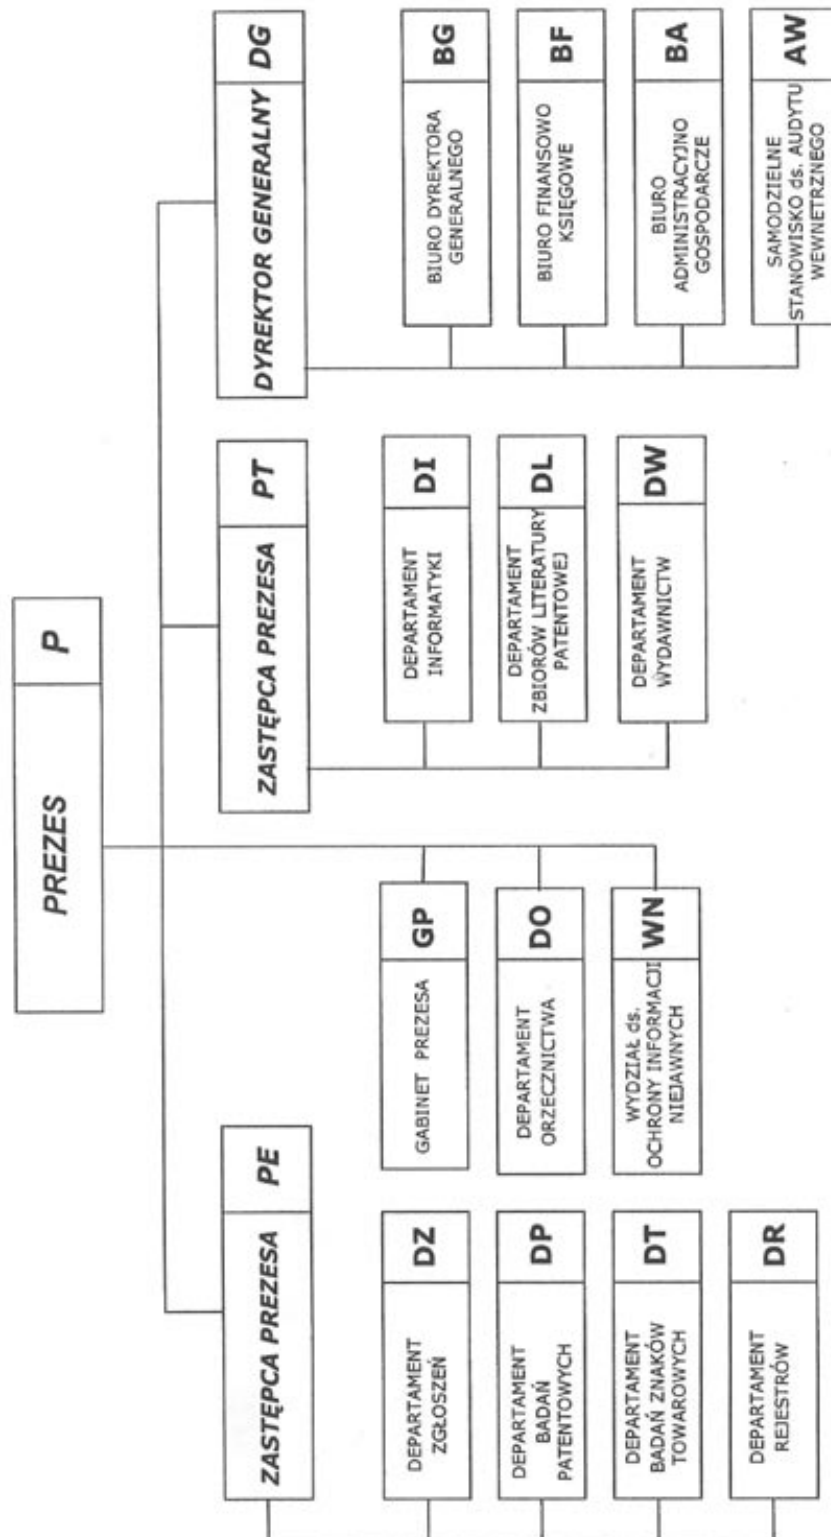 PREZES
P
ZASTĘPCA PREZESA
PE
DEPARTAMENT
ZGŁOSZEŃ
DZ
DEPARTAMENT
BADAŃ
PATENTOWYCH
DP
DEPARTAMENT
BADAŃ ZNAKÓW
TOWAROWYCH
DT
DEPARTAMENT
REJESTRÓW
DR
GABINET PREZESA
GP
DEPARTAMENT
ORZECZNICTWA
DO
WYDZIAŁ ds.
OCHRONY INFORMACJI
NIEJAWNYCH
WN
ZASTĘPCA PREZESA
PT
DEPARTAMENT
INFORMATYKI
DI
DEPARTAMENT
ZBIORÓW LITERATURY
PATENTOWEJ
DL
DEPARTAMENT
WYDAWNICTW
DW
DYREKTOR GENERALNY
DG
BIURO DYREKTORA
GENERALNEGO
BG
BIURO FINANSOWO
KSIĘGOWE
BF
BIURO
ADMINISTRACYJNO
GOSPODARCZE
BA
SAMODZIELNE
STANOWISKO ds. AUDYTU
WEWNETRZNEGO
AW